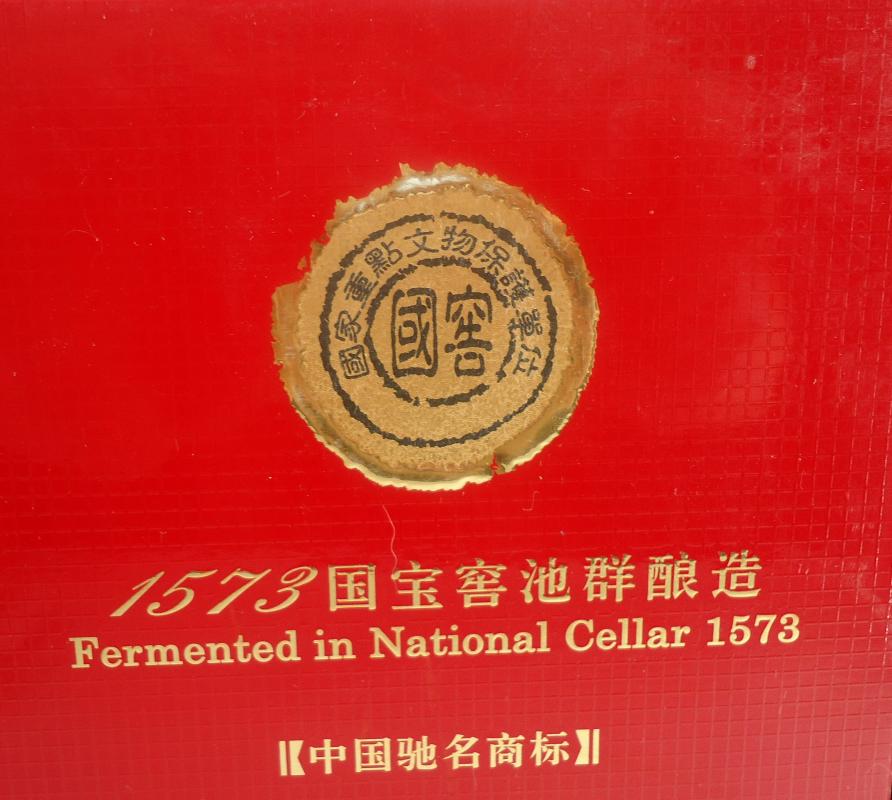 國家重點文物保護單位
國窖
1573国宝窖池群酿造
Fermented in National Cellar 1573
【中国驰名商标】